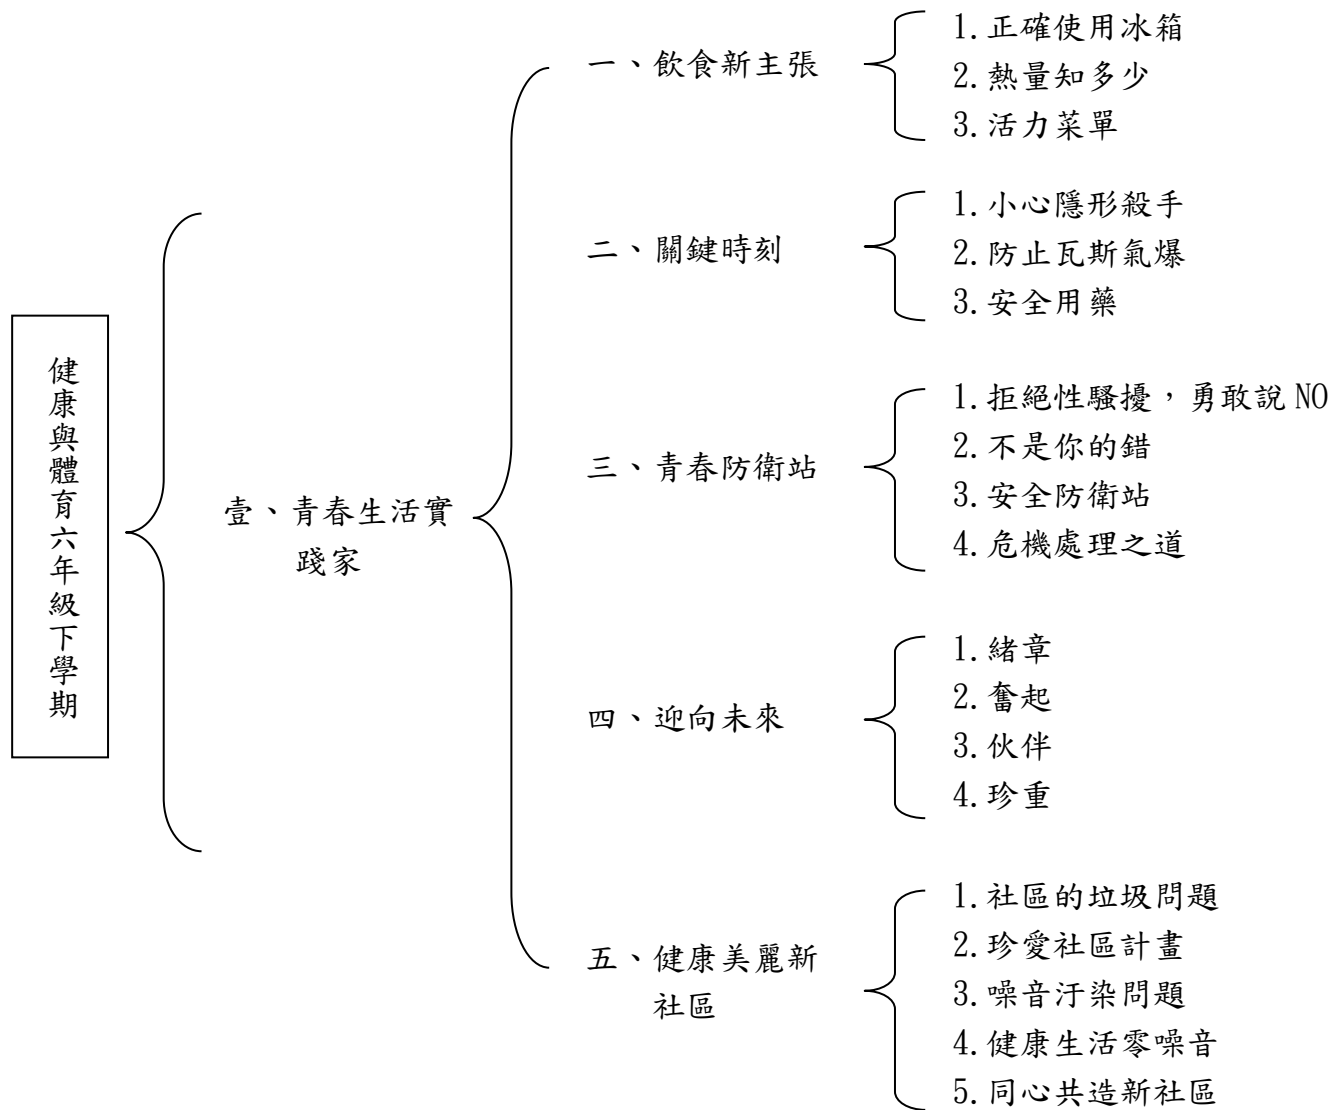 健康與體育六年級下學期
壹、青春生活實
踐家
一、飲食新主張
1.正確使用冰箱
2.熱量知多少
3.活力菜單
二、關鍵時刻
1.小心隱形殺手
2.防止瓦斯氣爆
3.安全用藥
三、青春防衛站
1.拒絕性騷擾，勇敢說 NO
2.不是你的錯
3.安全防衛站
4.危機處理之道
四、迎向未來
1.緒章
2.奮起
3.伙伴
4.珍重
五、健康美麗新
社區
1.社區的垃圾問題
2.珍愛社區計畫
3.噪音汙染問題
4.健康生活零噪音
5.同心共造新社區